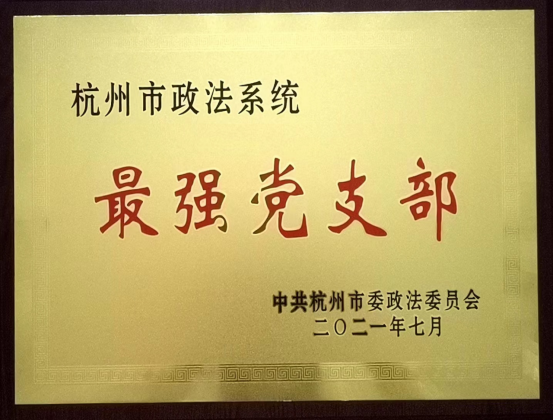 杭州市政法系统
最强党支部
中共杭州市委政法委员会
二〇二一年七月